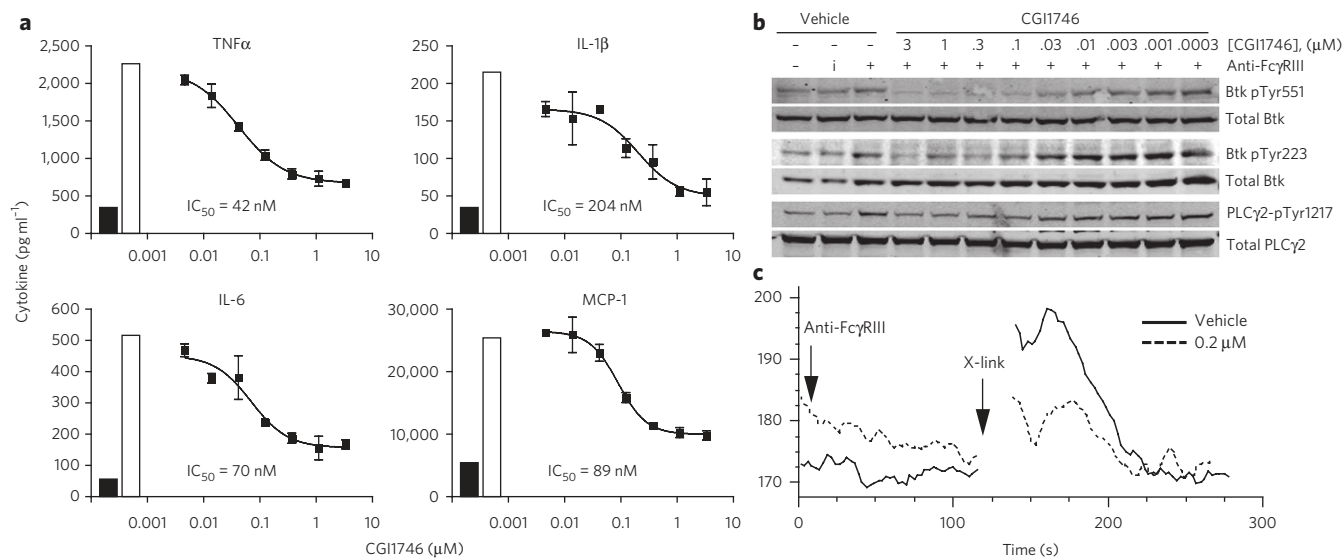 a
TNFα
2,500
2,000
1,500
1,000
500
0
IC50 = 42 nM
0.001 0.01 0.1 1 10
IL-1β
250
200
150
100
50
0
IC50 = 204 nM
0.001 0.01 0.1 1 10
Cytokine (pg ml−1)
IL-6
600
500
400
300
200
100
0
IC50 = 70 nM
0.001 0.01 0.1 1 10
MCP-1
30,000
20,000
10,000
0
IC50 = 89 nM
0.001 0.01 0.1 1 10
CGI1746 (μM)
b
Vehicle CGI1746
– – – 3 1 .3 .1 .03 .01 .003 .001 .0003 [CGI1746], (μM)
– i + + + + + + + + + + Anti-FcγRIII
Btk pTyr551
Total Btk
Btk pTyr223
Total Btk
PLCγ2-pTyr1217
Total PLCγ2
c
200
190
180
170
Anti-FcγRIII
X-link
Vehicle
0.2 μM
0 50 100 150 200 250 300
Time (s)